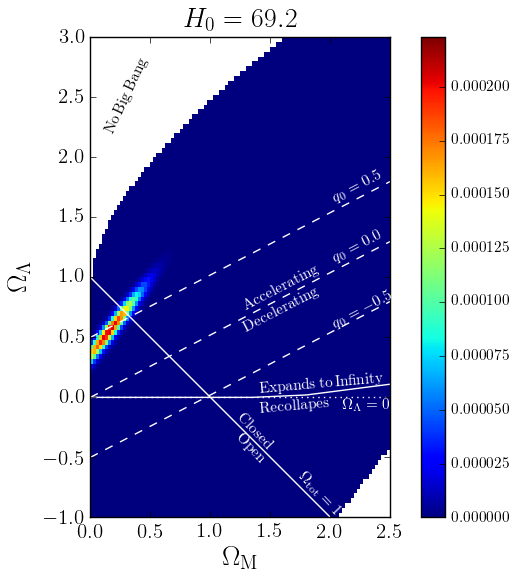 H₀ = 69.2
No Big Bang
q₀ = 0.5
q₀ = 0.0
Accelerating
Decelerating
q₀ = −0.5
Expands to Infinity
Recollapes
Ω_Λ = 0
Closed
Open
Ω_tot = 1
Ω_Λ
3.0
2.5
2.0
1.5
1.0
0.5
0.0
−0.5
−1.0
0.0 0.5 1.0 1.5 2.0 2.5
Ω_M
0.000200
0.000175
0.000150
0.000125
0.000100
0.000075
0.000050
0.000025
0.000000